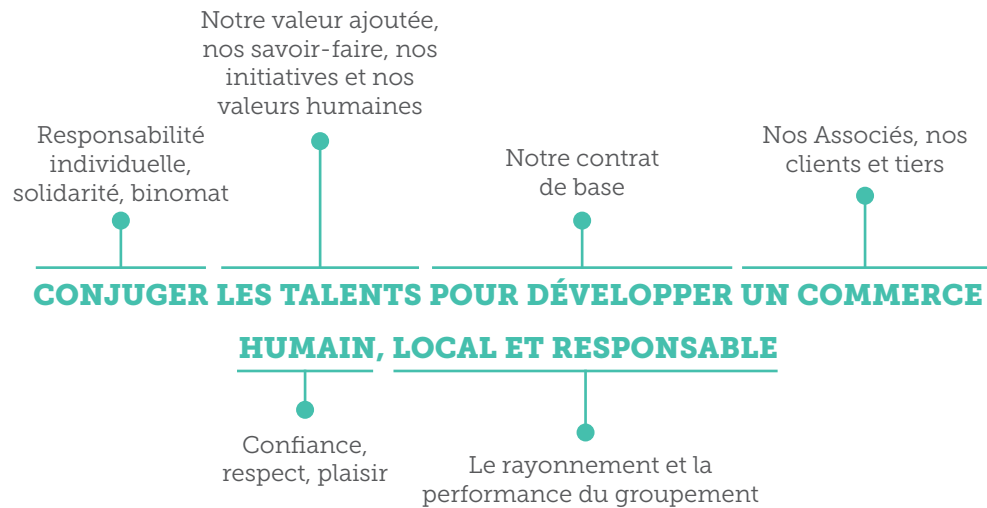 Notre valeur ajoutée,
nos savoir-faire, nos
initiatives et nos
valeurs humaines
Responsabilité
individuelle,
solidarité, binomat
Notre contrat
de base
Nos Associés, nos
clients et tiers
CONJUGER LES TALENTS POUR DÉVELOPPER UN COMMERCE
HUMAIN, LOCAL ET RESPONSABLE
Confiance,
respect, plaisir
Le rayonnement et la
performance du groupement